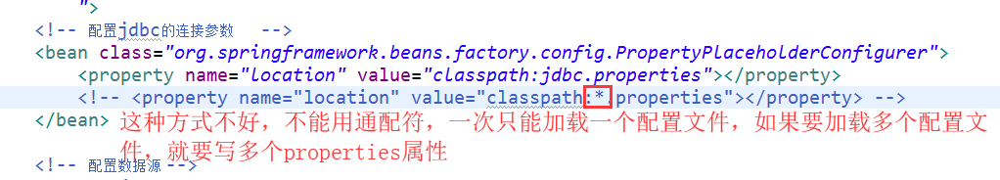 ">
<!-- 配置jdbc的连接参数 -->
<bean class="org.springframework.beans.factory.config.PropertyPlaceholderConfigurer">
<property name="location" value="classpath:jdbc.properties"></property>
<!-- <property name="location" value="classpath:*.properties"></property> -->
</bean> 这种方式不好，不能用通配符，一次只能加载一个配置文件，如果要加载多个配置文
件，就要写多个properties属性
<!-- 配置数据源 -->